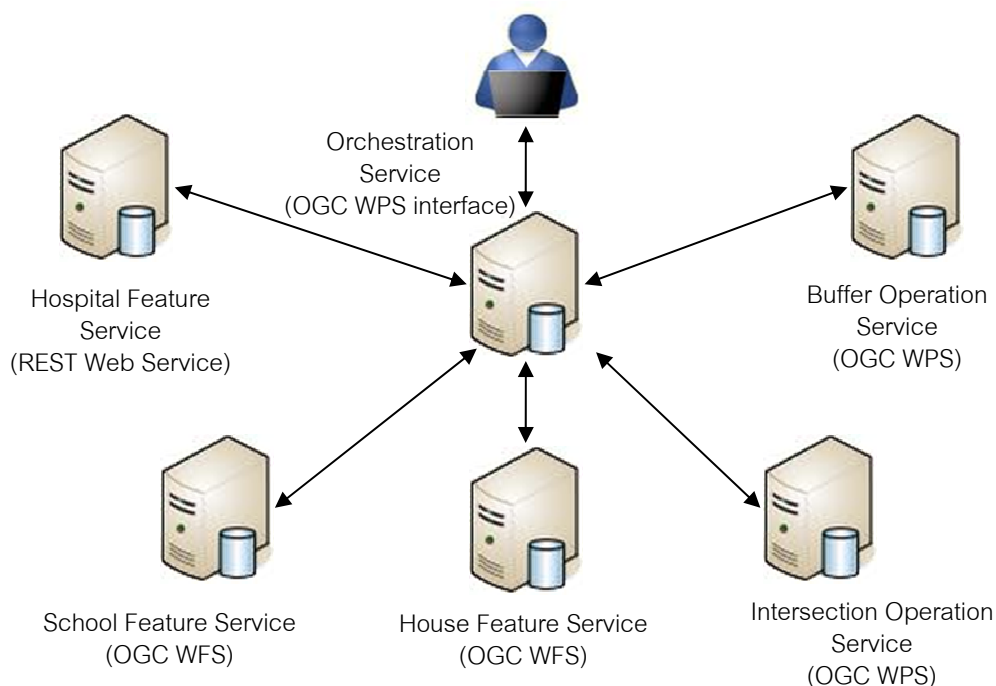 Orchestration
Service
(OGC WPS interface)
Hospital Feature
Service
(REST Web Service)
Buffer Operation
Service
(OGC WPS)
School Feature Service
(OGC WFS)
House Feature Service
(OGC WFS)
Intersection Operation
Service
(OGC WPS)